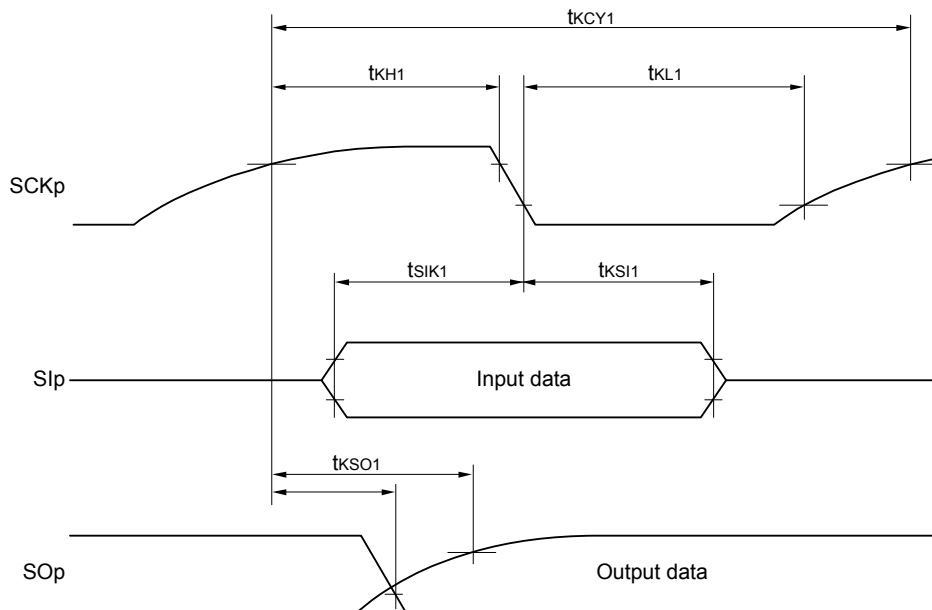 tKCY1
tKH1
tKL1
SCKp
tSIK1
tKSI1
SIp
Input data
tKSO1
SOp
Output data